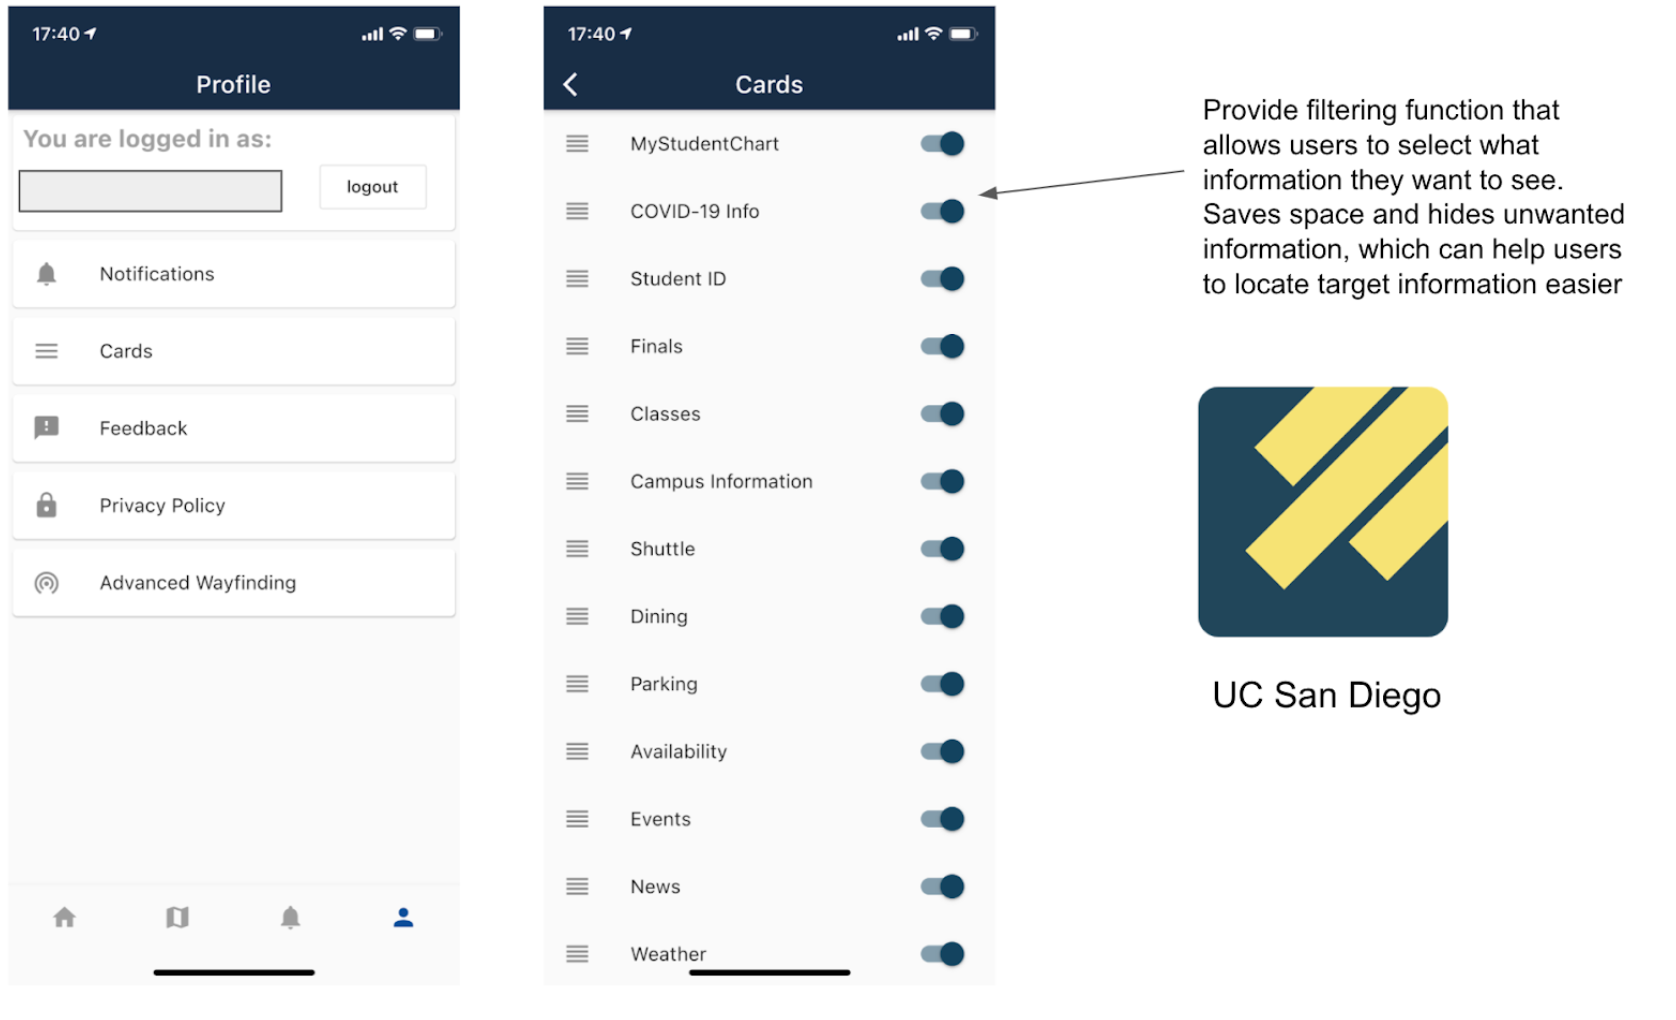 17:40
Profile
You are logged in as:
logout
Notifications
Cards
Feedback
Privacy Policy
Advanced Wayfinding
17:40
Cards
MyStudentChart
COVID-19 Info
Student ID
Finals
Classes
Campus Information
Shuttle
Dining
Parking
Availability
Events
News
Weather
Provide filtering function that
allows users to select what
information they want to see.
Saves space and hides unwanted
information, which can help users
to locate target information easier
UC San Diego